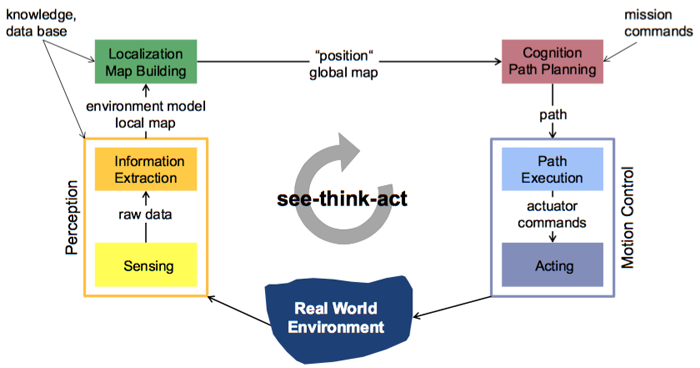 knowledge,
data base
Localization
Map Building
"position"
global map
Cognition
Path Planning
mission
commands
environment model
local map
path
Perception
Information
Extraction
raw data
Sensing
see-think-act
Path
Execution
actuator
commands
Acting
Motion Control
Real World
Environment